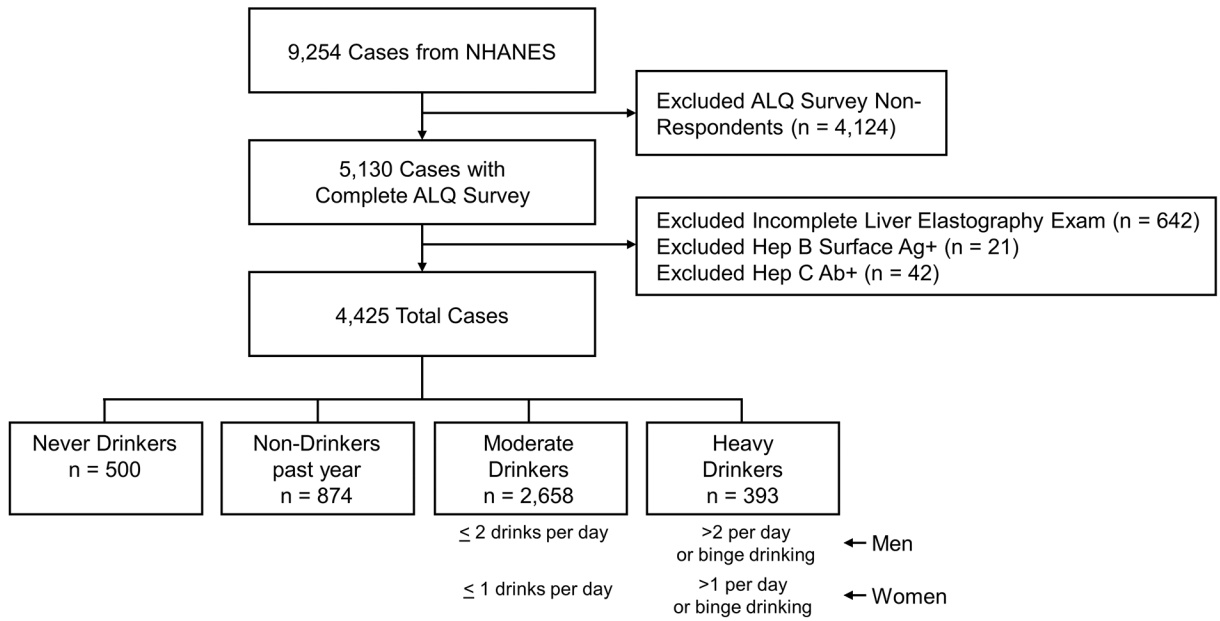 9,254 Cases from NHANES
Excluded ALQ Survey Non-
Respondents (n = 4,124)
5,130 Cases with
Complete ALQ Survey
Excluded Incomplete Liver Elastography Exam (n = 642)
Excluded Hep B Surface Ag+ (n = 21)
Excluded Hep C Ab+ (n = 42)
4,425 Total Cases
Never Drinkers
n = 500
Non-Drinkers
past year
n = 874
Moderate
Drinkers
n = 2,658
Heavy
Drinkers
n = 393
≤ 2 drinks per day
>2 per day
or binge drinking
Men
≤ 1 drinks per day
>1 per day
or binge drinking
Women